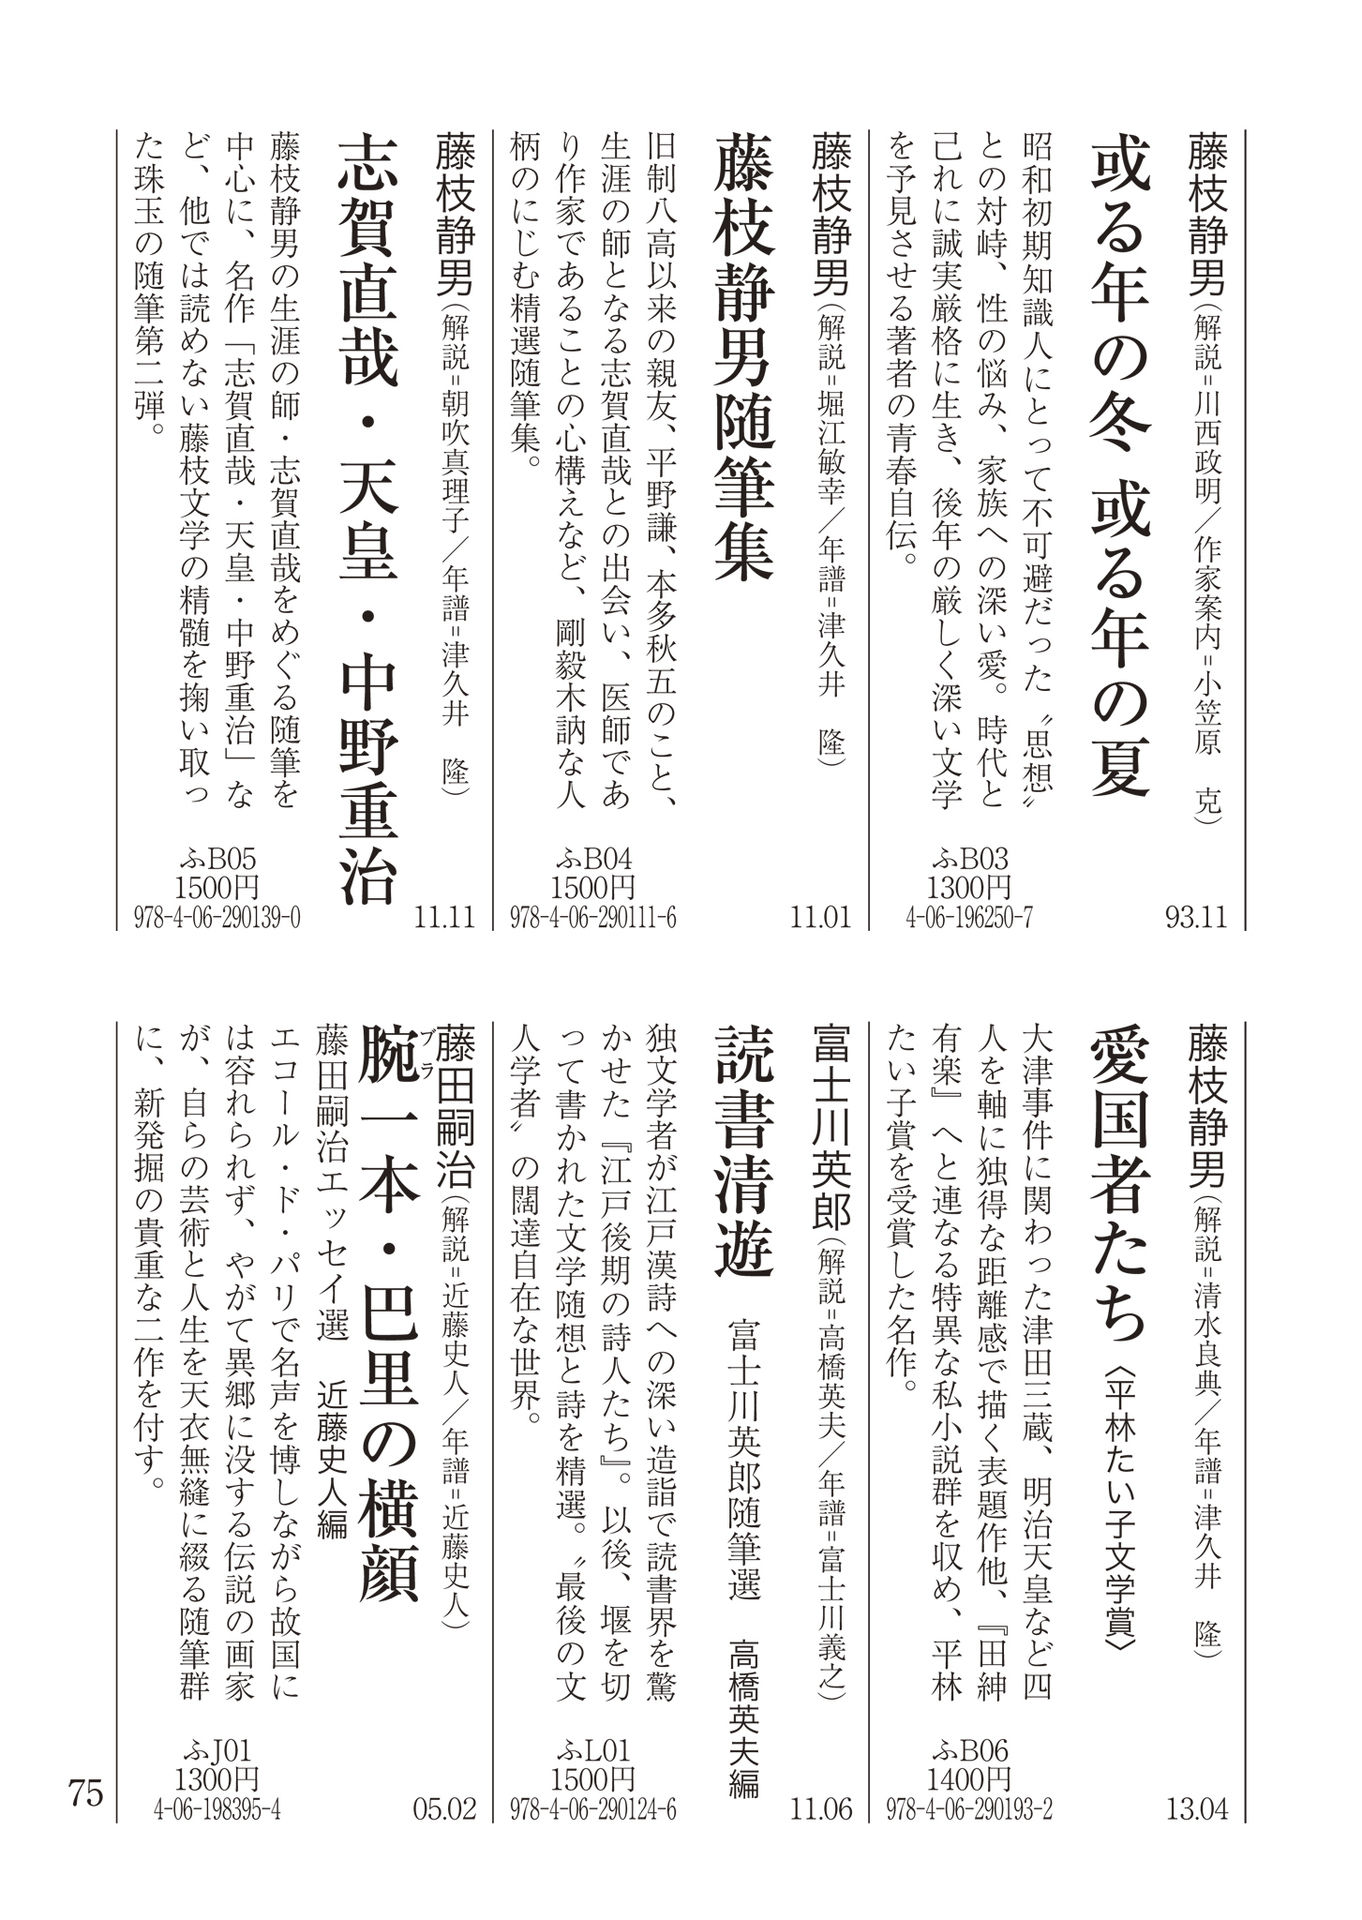 藤枝静男（解説=川西政明／作家案内=小笠原　克）
93.11
或る年の冬 或る年の夏
昭和初期知識人にとって不可避だった〝思想〟
との対峙、性の悩み、家族への深い愛。時代と
己れに誠実厳格に生き、後年の厳しく深い文学
を予見させる著者の青春自伝。
ふB03
1300円
4-06-196250-7
藤枝静男（解説=堀江敏幸／年譜=津久井　隆）
11.01
藤枝静男随筆集
旧制八高以来の親友、平野謙、本多秋五のこと、
生涯の師となる志賀直哉との出会い、医師であ
り作家であることの心構えなど、剛毅木訥な人
柄のにじむ精選随筆集。
ふB04
1500円
978-4-06-290111-6
藤枝静男（解説=朝吹真理子／年譜=津久井　隆）
11.11
志賀直哉・天皇・中野重治
藤枝静男の生涯の師・志賀直哉をめぐる随筆を
中心に、名作「志賀直哉・天皇・中野重治」な
ど、他では読めない藤枝文学の精髄を掬い取っ
た珠玉の随筆第二弾。
ふB05
1500円
978-4-06-290139-0
藤枝静男（解説=清水良典／年譜=津久井　隆）
13.04
愛国者たち〈平林たい子文学賞〉
大津事件に関わった津田三蔵、明治天皇など四
人を軸に独得な距離感で描く表題作他、『田紳
有楽』へと連なる特異な私小説群を収め、平林
たい子賞を受賞した名作。
ふB06
1400円
978-4-06-290193-2
富士川英郎（解説=高橋英夫／年譜=富士川義之）
11.06
読書清遊　富士川英郎随筆選　高橋英夫編
独文学者が江戸漢詩への深い造詣で読書界を驚
かせた『江戸後期の詩人たち』。以後、堰を切
って書かれた文学随想と詩を精選。〝最後の文
人学者〟の闊達自在な世界。
ふL01
1500円
978-4-06-290124-6
藤田嗣治（解説=近藤史人／年譜=近藤史人）
05.02
ブラ
腕一本・巴里の横顔
藤田嗣治エッセイ選　近藤史人編
エコール・ド・パリで名声を博しながら故国に
は容れられず、やがて異郷に没する伝説の画家
が、自らの芸術と人生を天衣無縫に綴る随筆群
に、新発掘の貴重な二作を付す。
ふJ01
1300円
4-06-198395-4
75